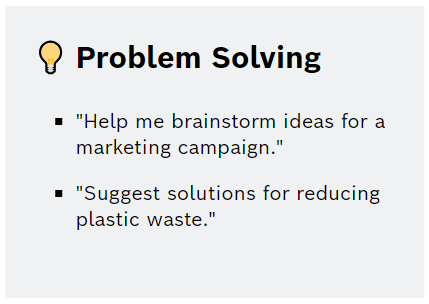 Problem Solving
"Help me brainstorm ideas for a
marketing campaign."
"Suggest solutions for reducing
plastic waste."